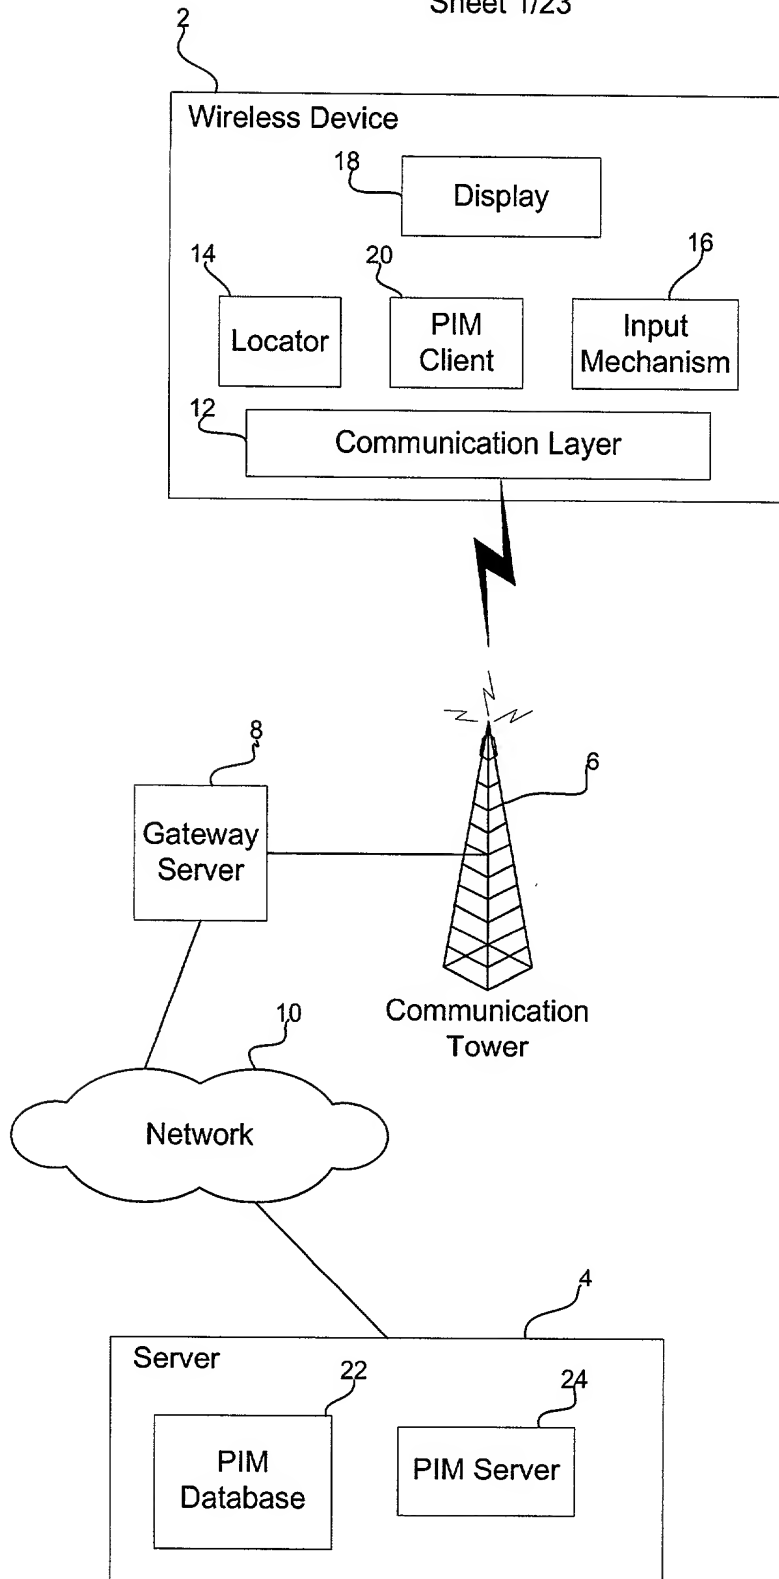 Sheet 1/23
2
Wireless Device
18
Display
14
20
16
Locator
PIM
Client
Input
Mechanism
12
Communication Layer
8
6
Gateway
Server
Communication
Tower
10
Network
4
Server
22
24
PIM
Database
PIM Server